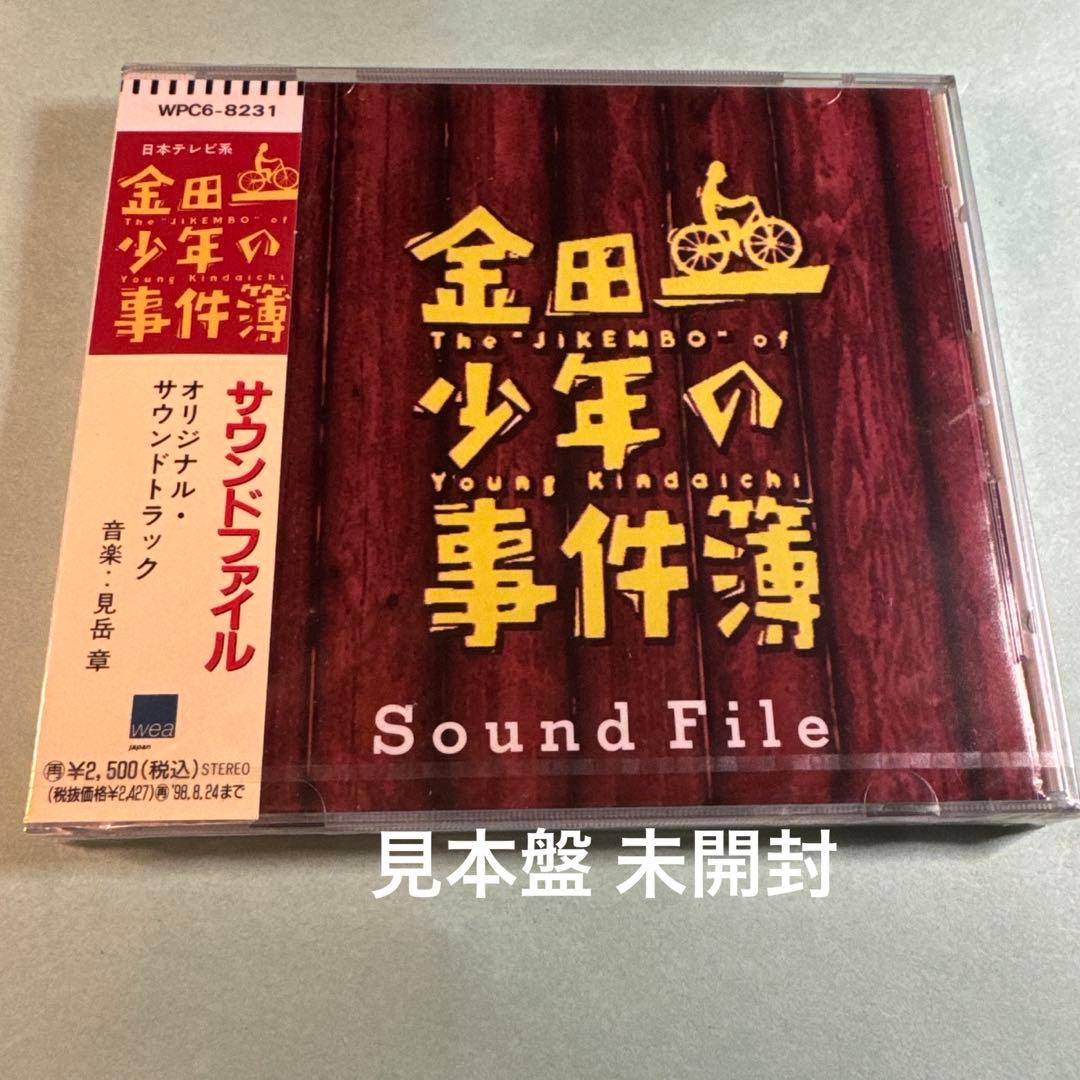 WPC6-8231
日本テレビ系
金田一
The "JIKEMBO" of
少年の
Young Kindaichi
事件簿
サウンドファイル
オリジナル・
サウンドトラック
音楽：見岳 章
wea
japan
再¥2,500(税込)STEREO
(税抜価格¥2,427)再'98.8.24まで
金田一
The "JIKEMBO" of
少年の
Young Kindaichi
事件簿
Sound File
見本盤 未開封